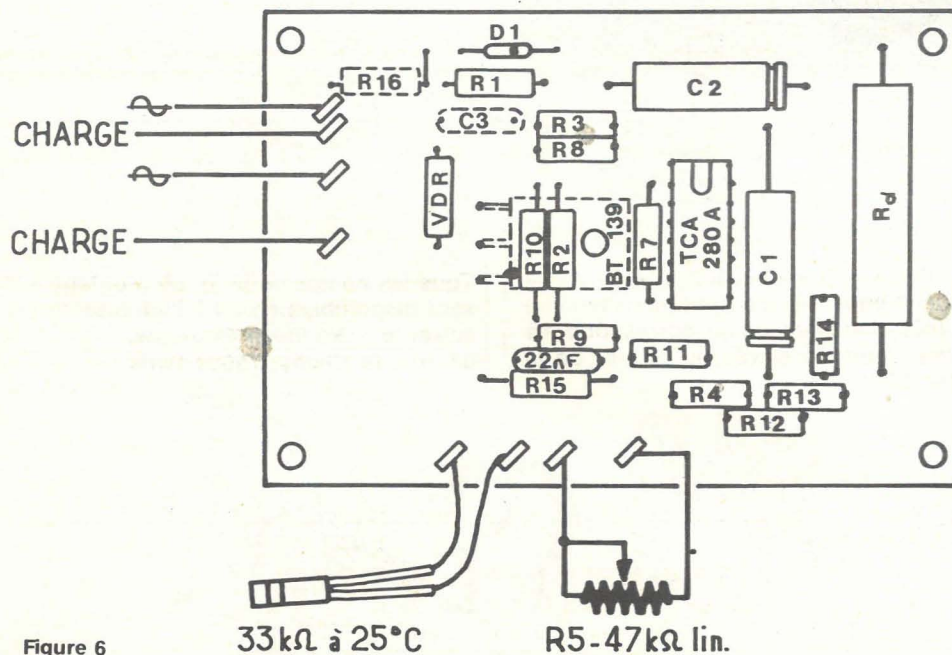 D1
R16
R1
C2
CHARGE
C3
R3
R8
VDR
CHARGE
R10
R2
BT 139
R7
TCA
280A
C1
Rd
R14
R9
22nF
R15
R11
R4
R13
R12
33kΩ à 25°C
R5-47kΩ lin.
Figure 6